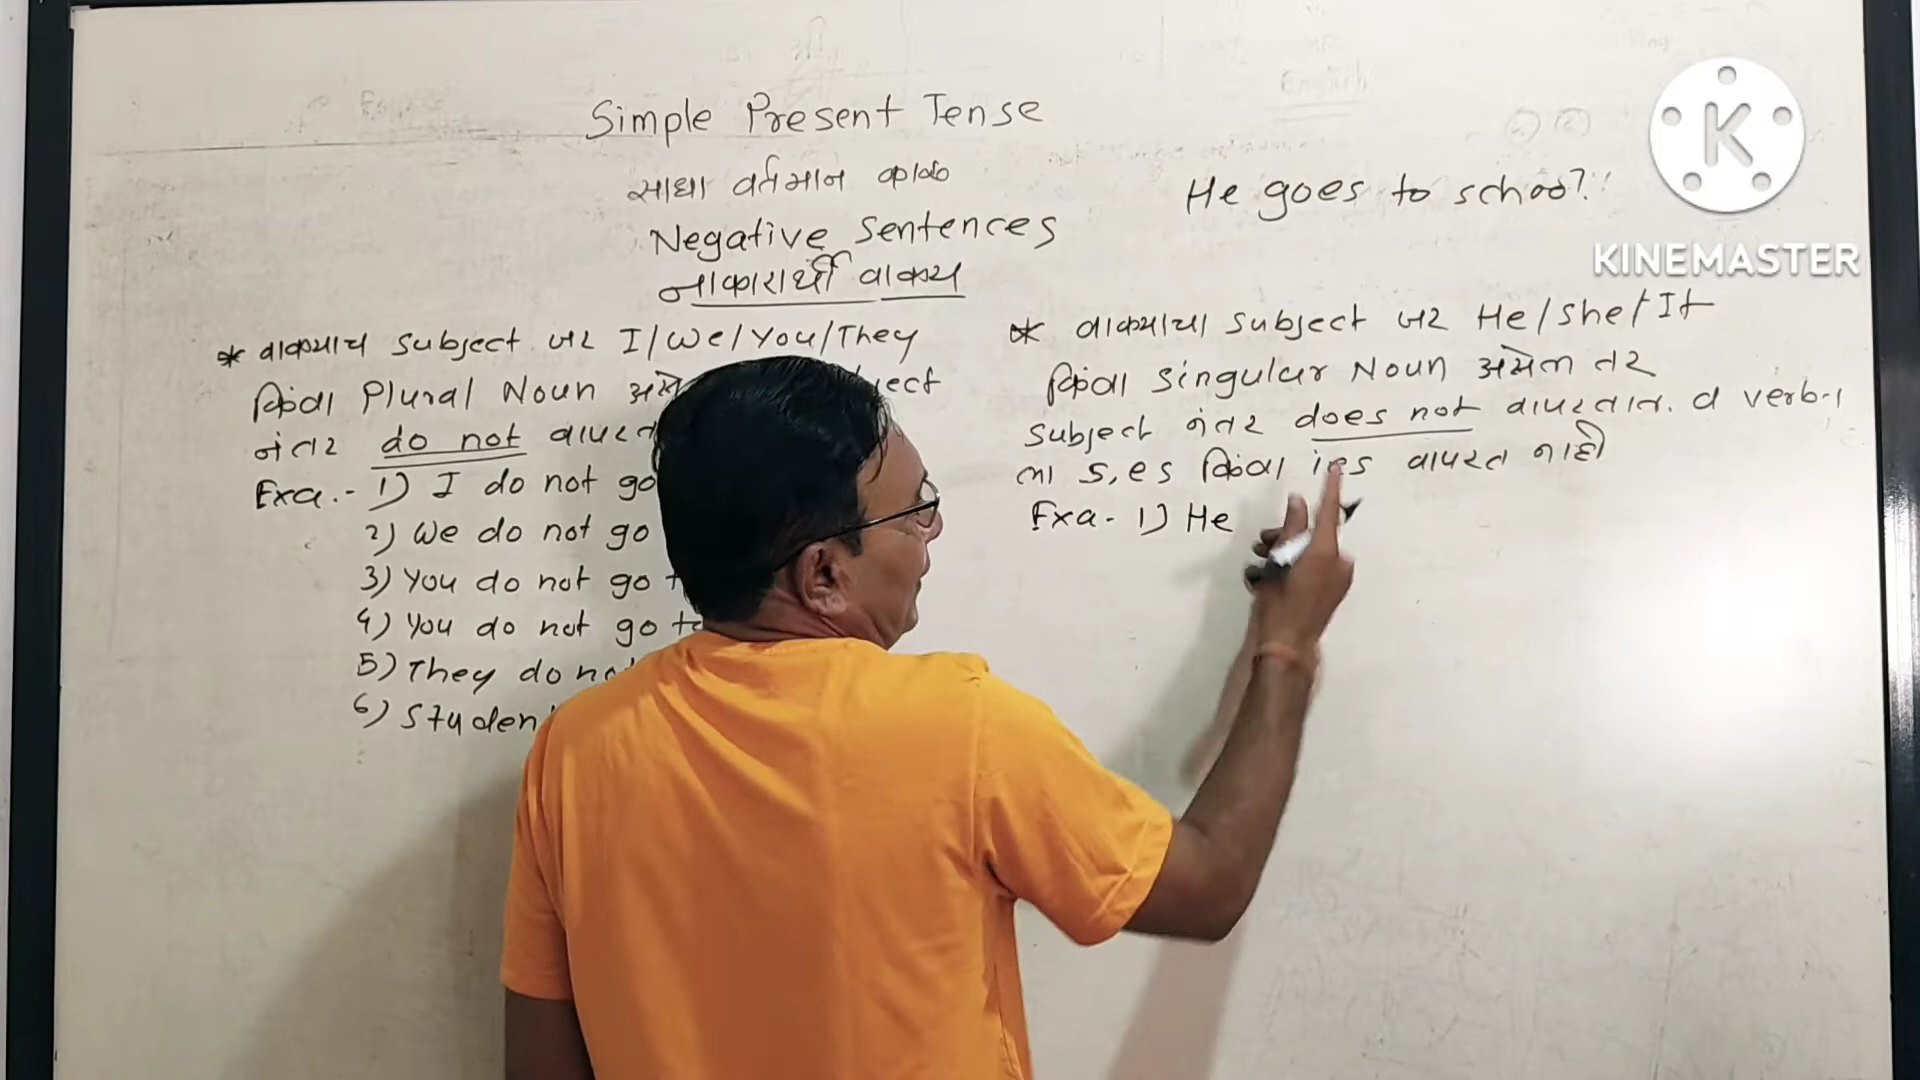 Simple Present Tense
साधा वर्तमान काळ
Negative Sentences
नाकारार्थी वाक्य
* वाक्याचा subject जर I/We/You/They
किंवा Plural Noun
नंतर do not
Exa.- 1) I do not go
2) We do not go
3) You do not go
4) You do not go to
5) They do
6)
He goes to school.
* वाक्याचा subject जर He/She/It
किंवा singular Noun असेल तर
subject नंतर does not वापरतात. व verb-1
ला s, es किंवा ies वापरत नाही
Exa- 1) He
K
KINEMASTER